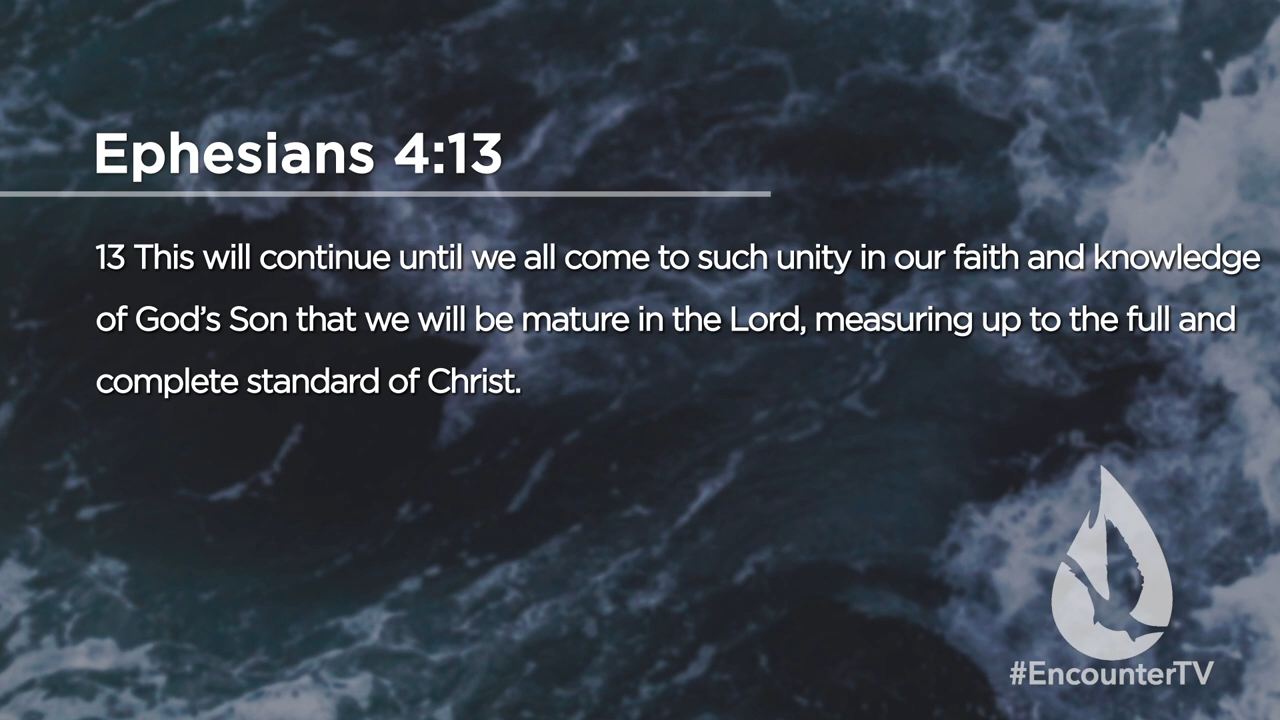 Ephesians 4:13
13 This will continue until we all come to such unity in our faith and knowledge
of God’s Son that we will be mature in the Lord, measuring up to the full and
complete standard of Christ.
#EncounterTV